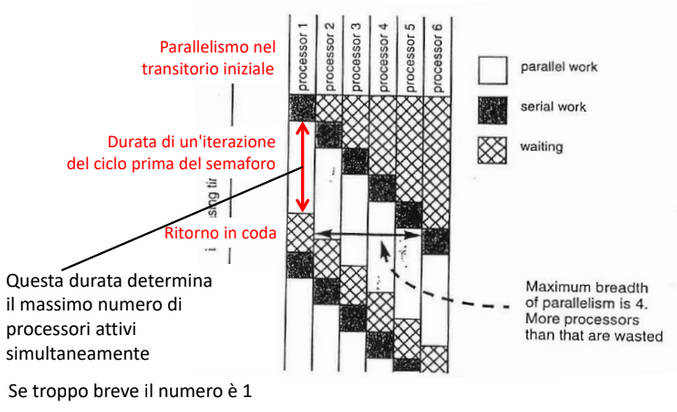 Parallelismo nel
transitorio iniziale
processor 1
processor 2
processor 3
processor 4
processor 5
processor 6
parallel work
serial work
waiting
Durata di un'iterazione
del ciclo prima del semaforo
Ritorno in coda
Questa durata determina
il massimo numero di
processori attivi
simultaneamente
Maximum breadth
of parallelism is 4.
More processors
than that are wasted
Se troppo breve il numero è 1